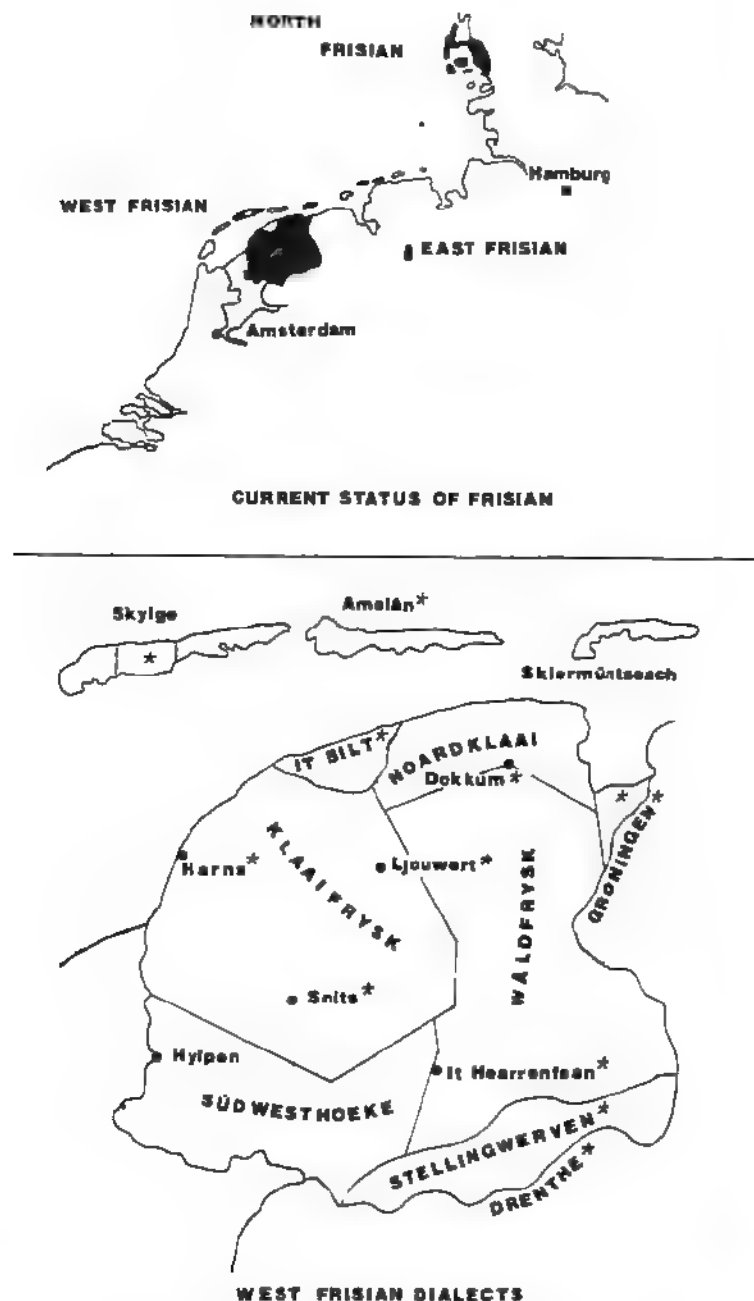 NORTH
FRISIAN
Hamburg
WEST FRISIAN
EAST FRISIAN
Amsterdam
CURRENT STATUS OF FRISIAN
Skylge
*
Amelân*
Skiermûntseach
IT BILT*
NOARDKLAAI
Dokkum*
*
GRONINGEN*
KLAAIFRYSK
Harns*
Ljouwert*
WÂLDFRYSK
Snits*
Hylpen
It Hearrenfean*
SÚDWESTHOEKE
STELLINGWERVEN*
DRENTHE*
WEST FRISIAN DIALECTS